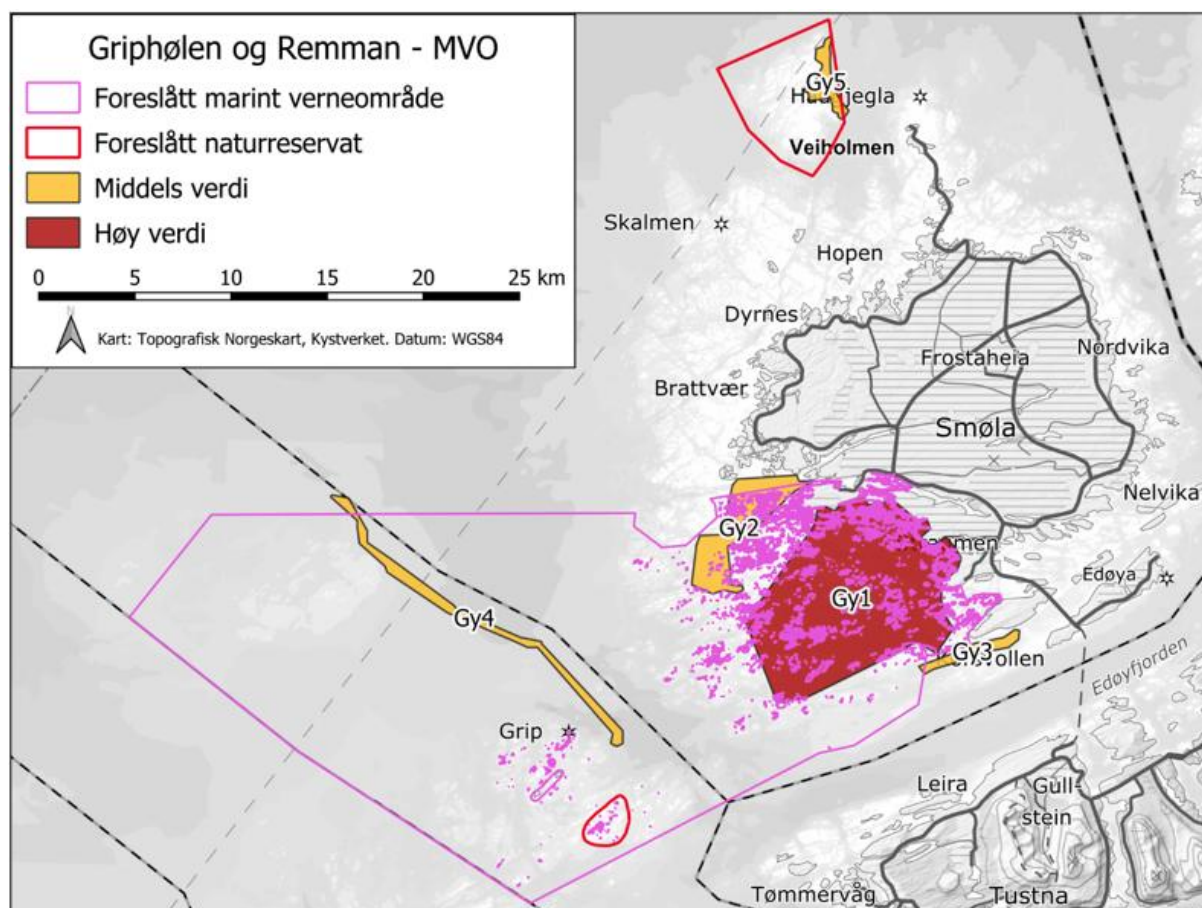 Griphølen og Remman - MVO
Foreslått marint verneområde
Foreslått naturreservat
Middels verdi
Høy verdi
0 5 10 15 20 25 km
N
Kart: Topografisk Norgeskart, Kystverket. Datum: WGS84
Gy5
Veiholmen
Skalmen
Hopen
Dyrnes
Frostaheia
Nordvika
Brattvær
Smøla
Nelvika
Gy2
Edøya
Gy1
Gy4
Gy3
Edøyfjorden
Grip
Leira
Gull-
stein
Tømmervåg
Tustna